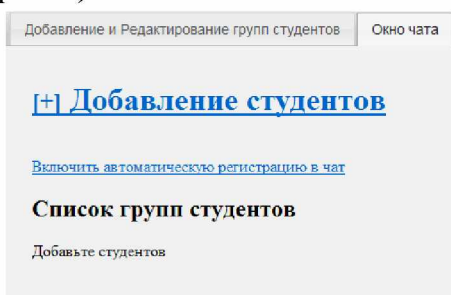 Добавление и Редактирование групп студентов Окно чата
[+] Добавление студентов
Включить автоматическую регистрацию в чат
Список групп студентов
Добавьте студентов